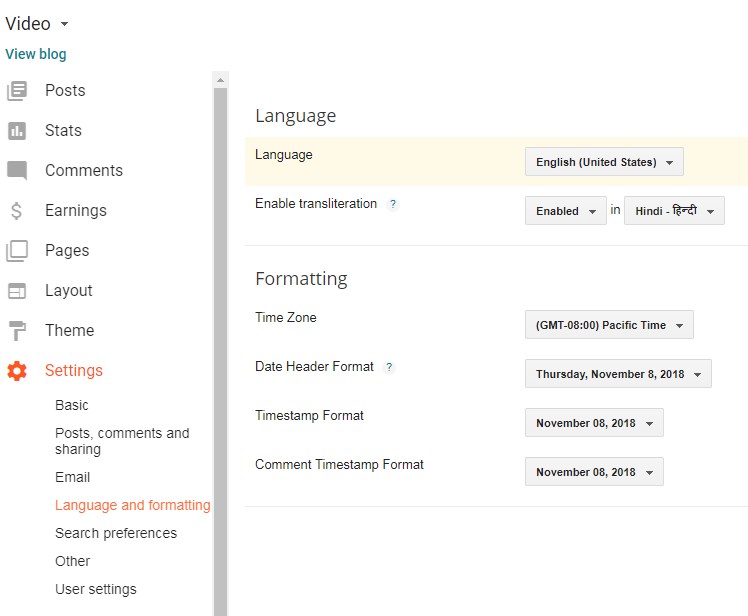 Video
View blog
Posts
Stats
Comments
Earnings
Pages
Layout
Theme
Settings
Basic
Posts, comments and
sharing
Email
Language and formatting
Search preferences
Other
User settings
Language
Language English (United States)
Enable transliteration ? Enabled in Hindi - हिन्दी
Formatting
Time Zone (GMT-08:00) Pacific Time
Date Header Format ? Thursday, November 8, 2018
Timestamp Format November 08, 2018
Comment Timestamp Format November 08, 2018